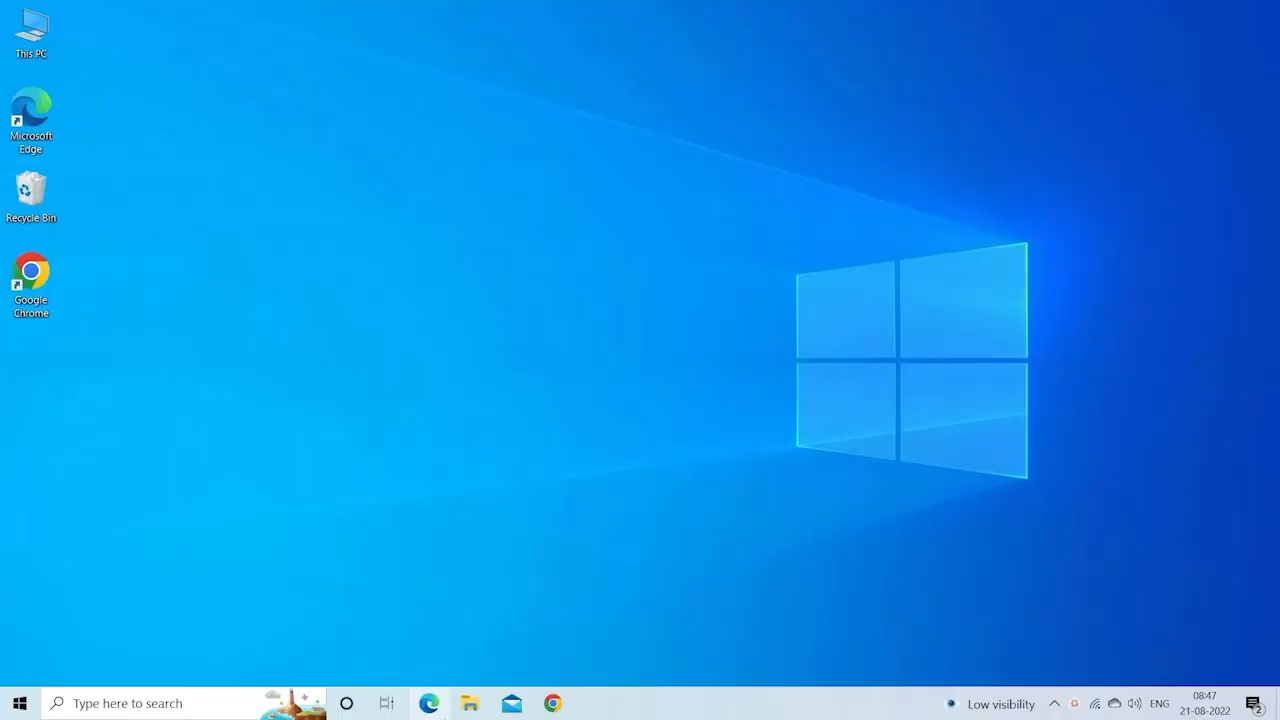 This PC
Microsoft
Edge
Recycle Bin
Google
Chrome
Type here to search
Low visibility
ENG
08:47
21-08-2022
2